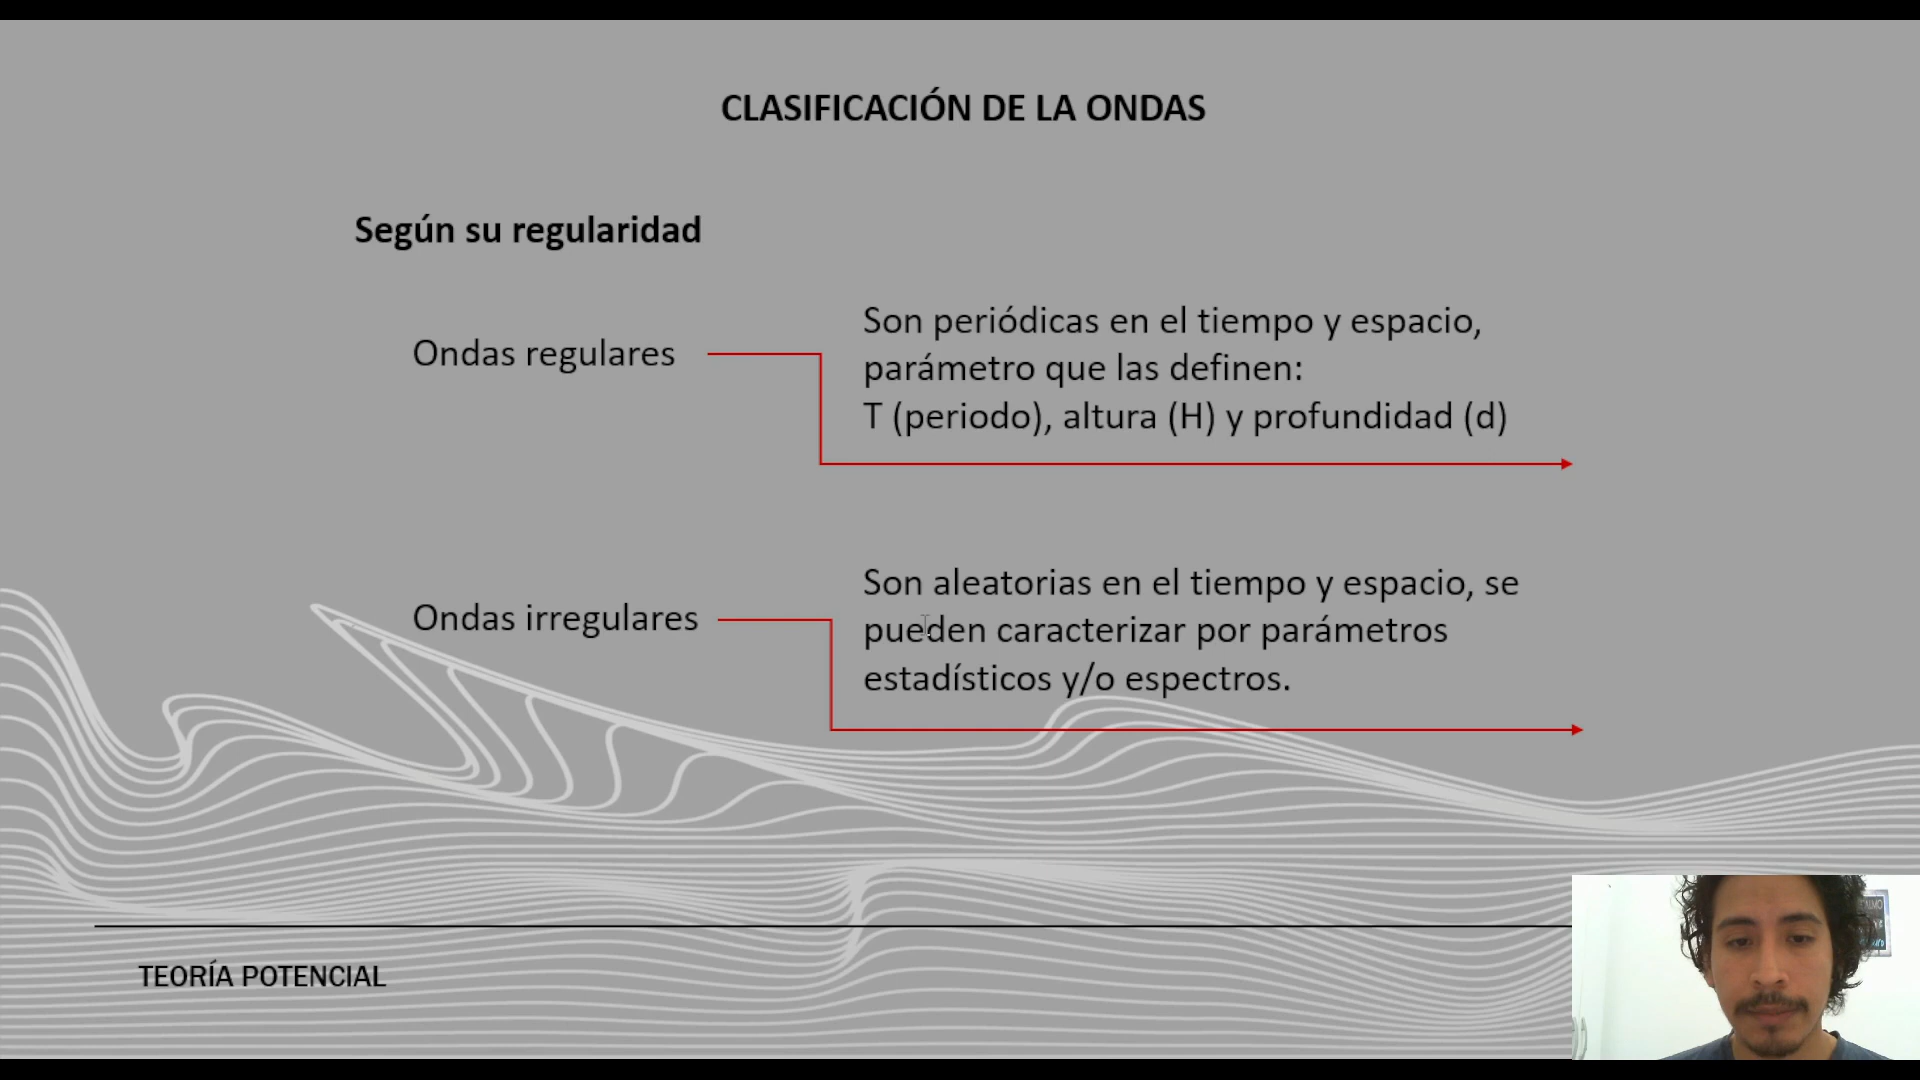 CLASIFICACIÓN DE LA ONDAS
Según su regularidad
Ondas regulares
Son periódicas en el tiempo y espacio,
parámetro que las definen:
T (periodo), altura (H) y profundidad (d)
Ondas irregulares
Son aleatorias en el tiempo y espacio, se
pueden caracterizar por parámetros
estadísticos y/o espectros.
TEORÍA POTENCIAL